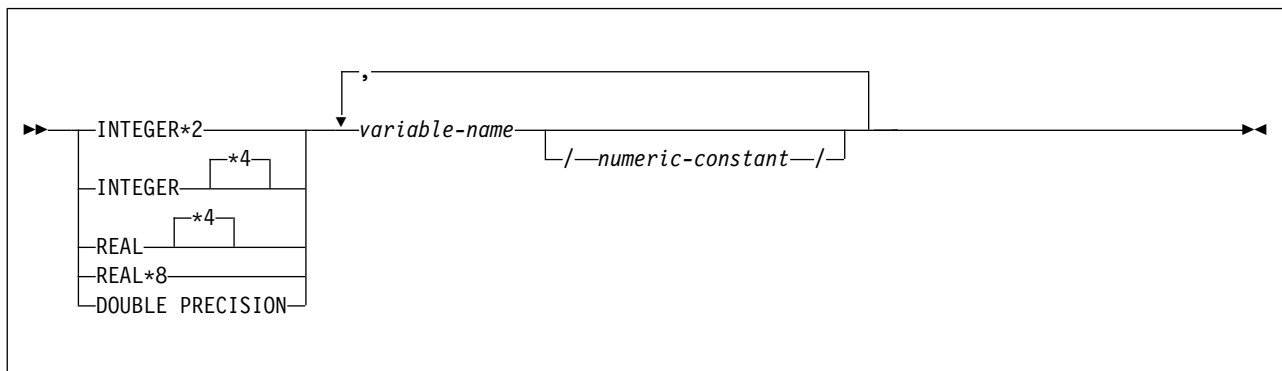 ,
INTEGER*2 variable-name
*4 / numeric-constant /
INTEGER
*4
REAL
REAL*8
DOUBLE PRECISION